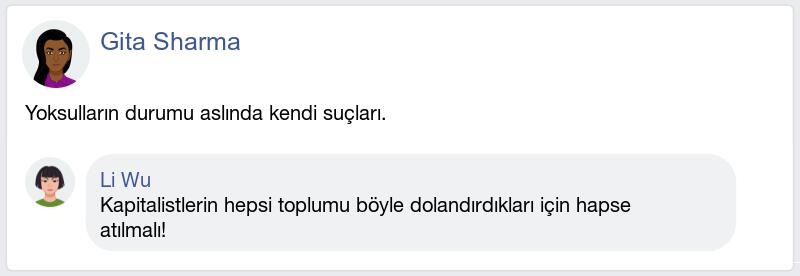 Gita Sharma
Yoksulların durumu aslında kendi suçları.
Li Wu
Kapitalistlerin hepsi toplumu böyle dolandırdıkları için hapse
atılmalı!